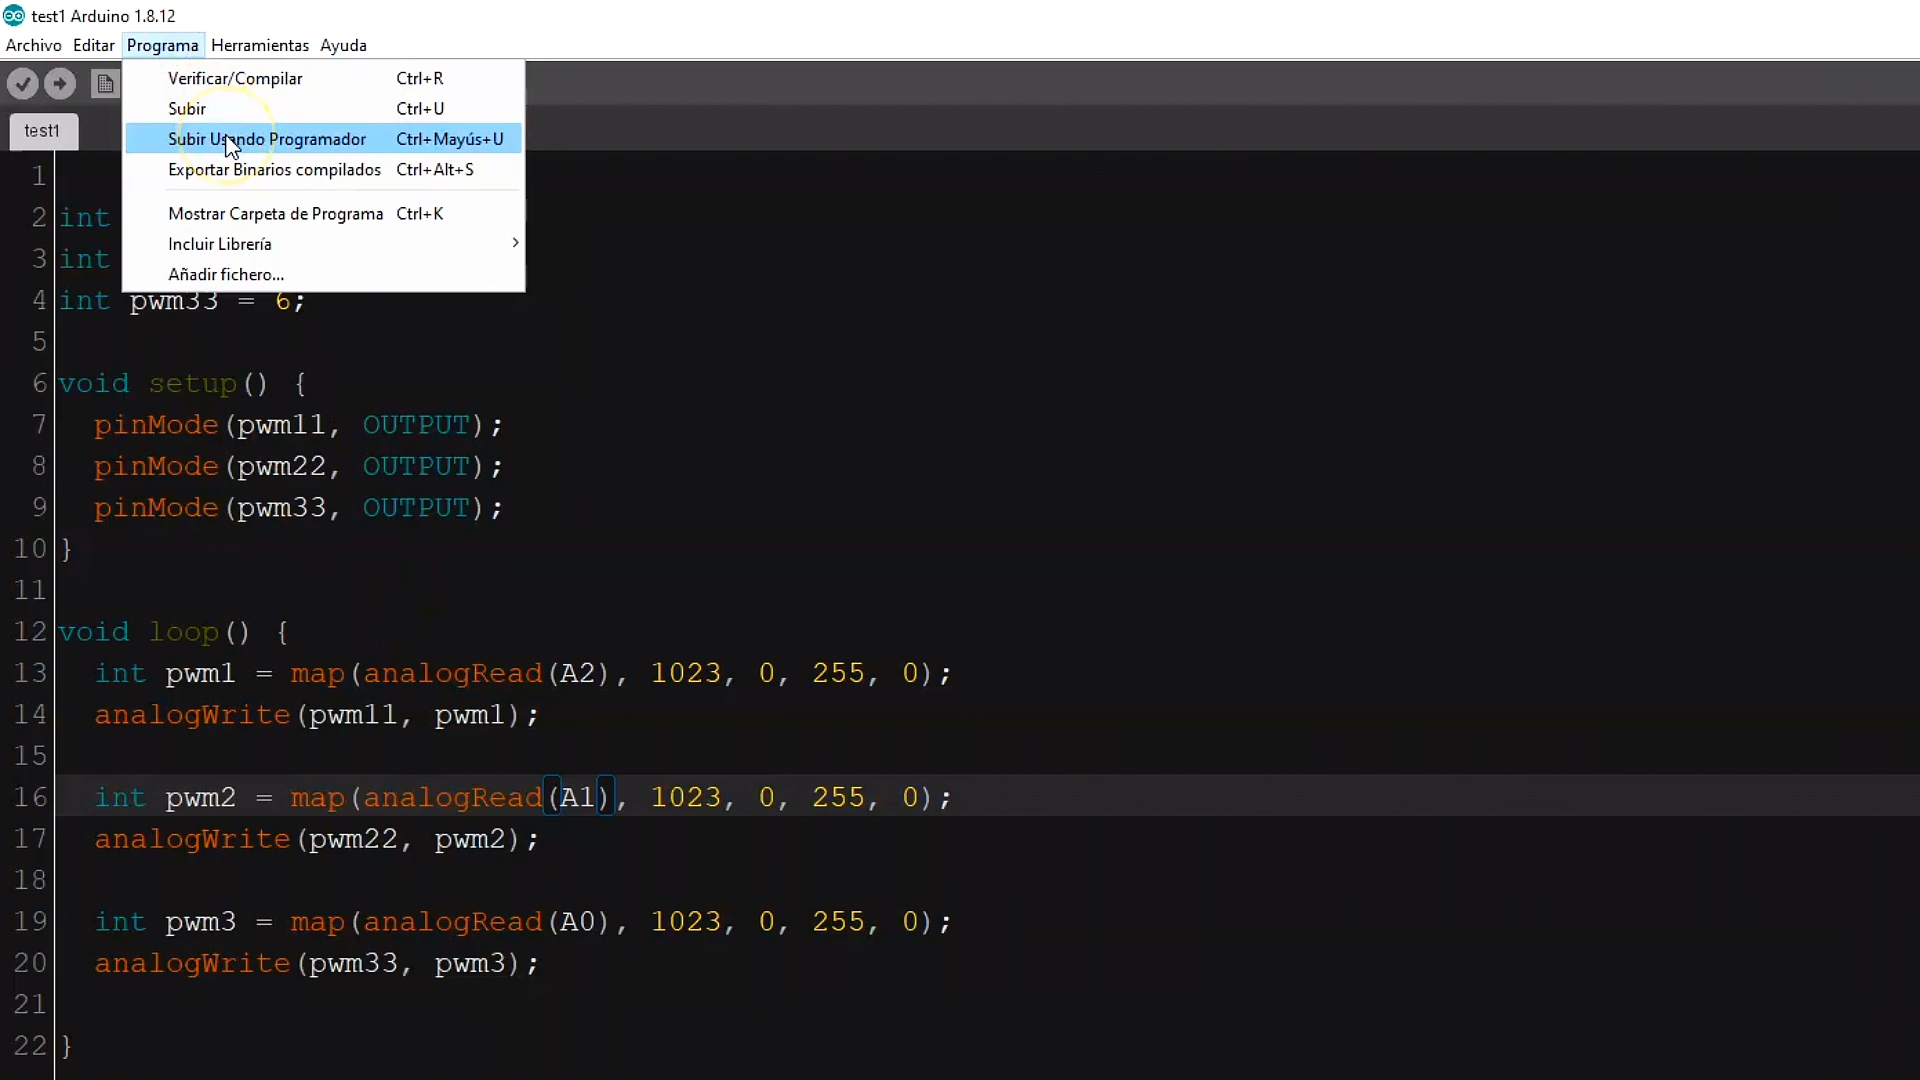 test1 Arduino 1.8.12
Archivo Editar Programa Herramientas Ayuda
Verificar/Compilar Ctrl+R
Subir Ctrl+U
test1
Subir Usando Programador Ctrl+Mayús+U
Exportar Binarios compilados Ctrl+Alt+S
Mostrar Carpeta de Programa Ctrl+K
Incluir Librería
Añadir fichero...
1
2 int
3 int
4 int pwm33 = 6;
5
6 void setup() {
7 pinMode(pwm11, OUTPUT);
8 pinMode(pwm22, OUTPUT);
9 pinMode(pwm33, OUTPUT);
10 }
11
12 void loop() {
13 int pwm1 = map(analogRead(A2), 1023, 0, 255, 0);
14 analogWrite(pwm11, pwm1);
15
16 int pwm2 = map(analogRead(A1), 1023, 0, 255, 0);
17 analogWrite(pwm22, pwm2);
18
19 int pwm3 = map(analogRead(A0), 1023, 0, 255, 0);
20 analogWrite(pwm33, pwm3);
21
22 }